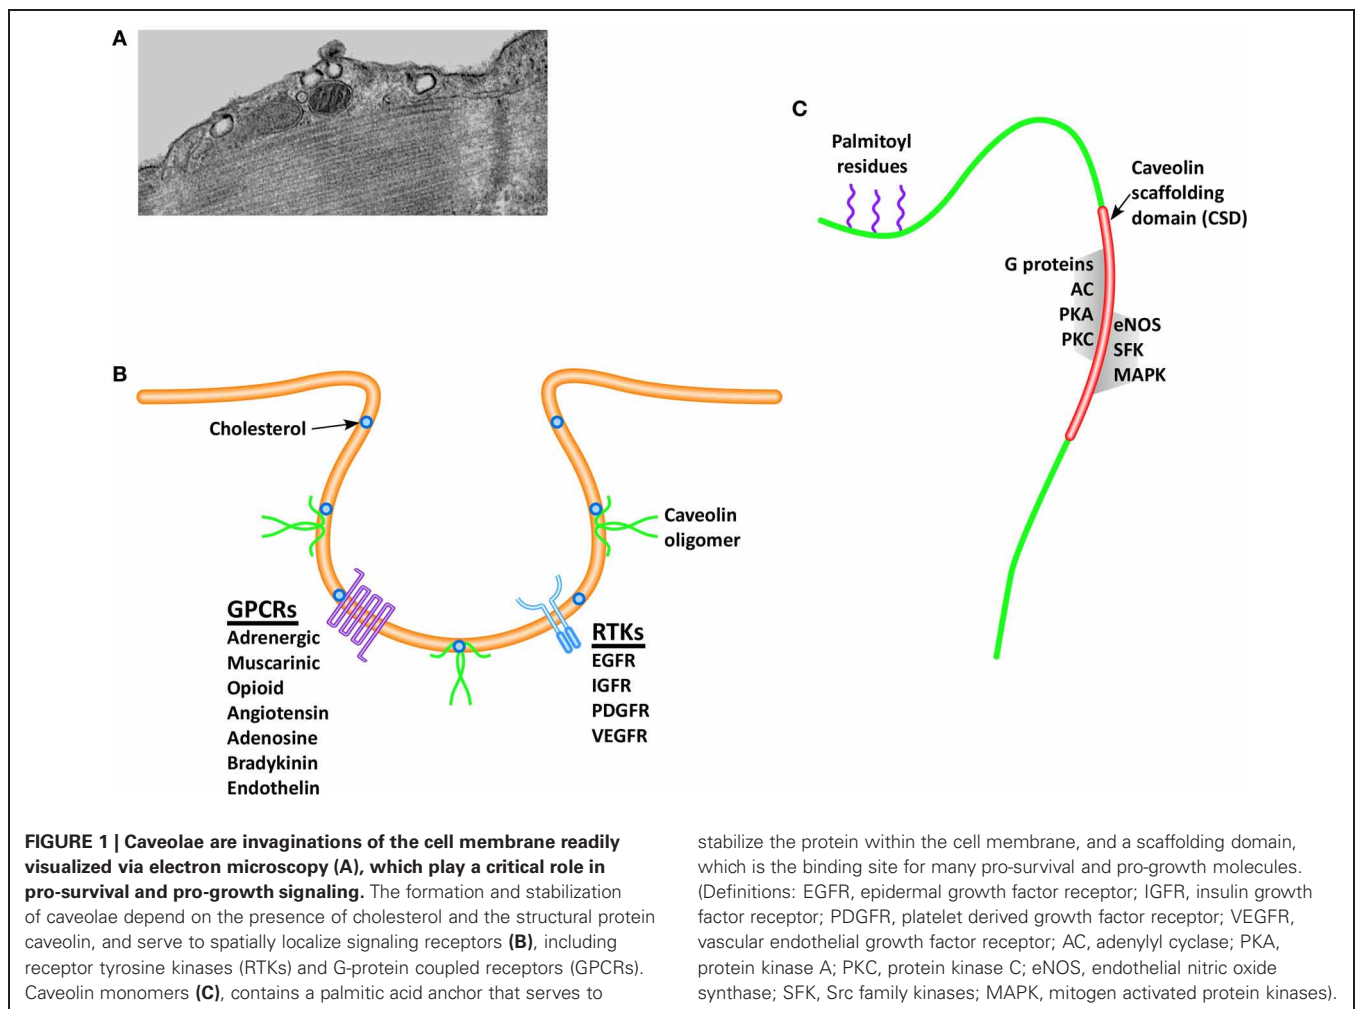 A
C
Palmitoyl
residues
Caveolin
scaffolding
domain (CSD)
G proteins
AC
PKA
PKC
eNOS
SFK
MAPK
B
Cholesterol
Caveolin
oligomer
GPCRs
Adrenergic
Muscarinic
Opioid
Angiotensin
Adenosine
Bradykinin
Endothelin
RTKs
EGFR
IGFR
PDGFR
VEGFR
FIGURE 1 | Caveolae are invaginations of the cell membrane readily
visualized via electron microscopy (A), which play a critical role in
pro-survival and pro-growth signaling. The formation and stabilization
of caveolae depend on the presence of cholesterol and the structural protein
caveolin, and serve to spatially localize signaling receptors (B), including
receptor tyrosine kinases (RTKs) and G-protein coupled receptors (GPCRs).
Caveolin monomers (C), contains a palmitic acid anchor that serves to
stabilize the protein within the cell membrane, and a scaffolding domain,
which is the binding site for many pro-survival and pro-growth molecules.
(Definitions: EGFR, epidermal growth factor receptor; IGFR, insulin growth
factor receptor; PDGFR, platelet derived growth factor receptor; VEGFR,
vascular endothelial growth factor receptor; AC, adenylyl cyclase; PKA,
protein kinase A; PKC, protein kinase C; eNOS, endothelial nitric oxide
synthase; SFK, Src family kinases; MAPK, mitogen activated protein kinases).